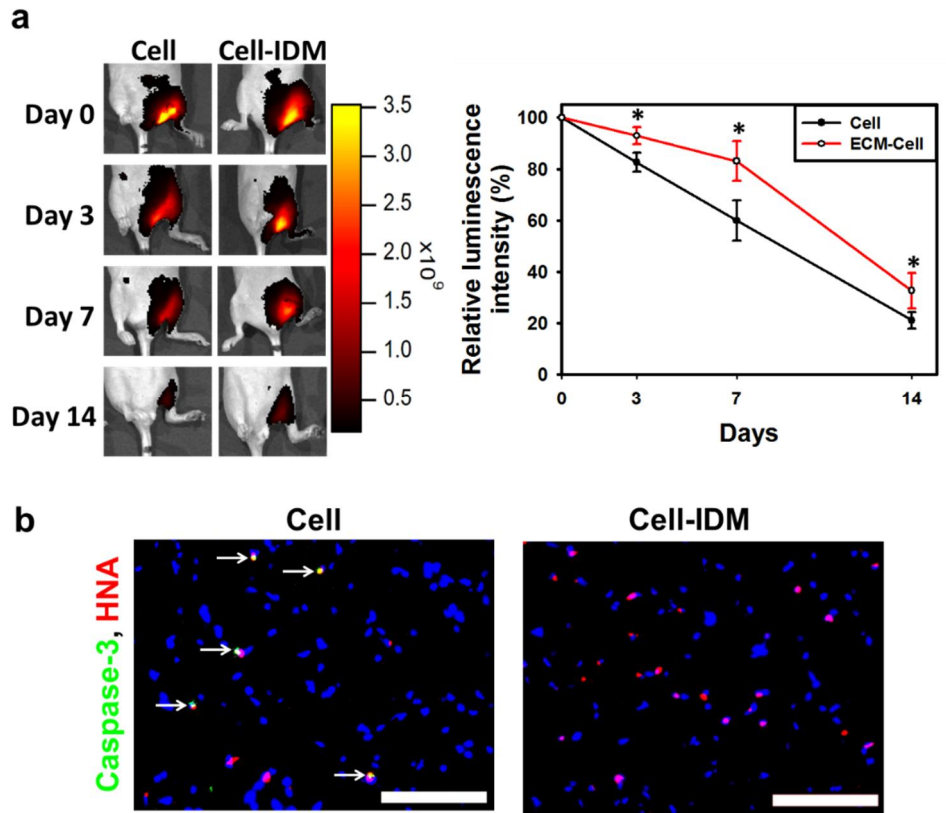 a
Cell Cell-IDM
Day 0
Day 3
Day 7
Day 14
3.5
3.0
2.5
2.0
1.5
1.0
0.5
x10^9
Relative luminescence
intensity (%)
100
80
60
40
20
0
* * *
Cell
ECM-Cell
0 3 7 14
Days
b
Cell Cell-IDM
Caspase-3, HNA